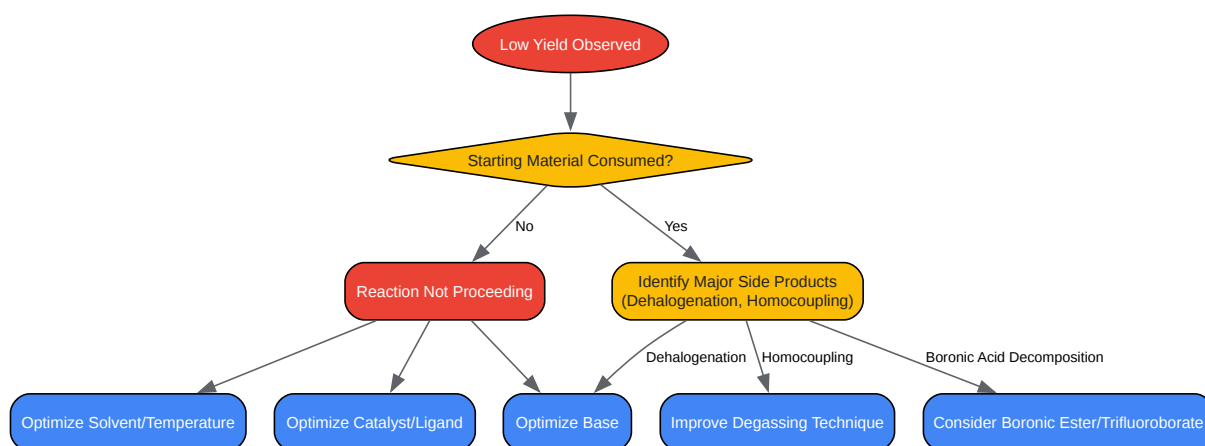 Low Yield Observed
Starting Material Consumed?
No
Yes
Reaction Not Proceeding
Identify Major Side Products
(Dehalogenation, Homocoupling)
Dehalogenation
Homocoupling
Boronic Acid Decomposition
Optimize Solvent/Temperature
Optimize Catalyst/Ligand
Optimize Base
Improve Degassing Technique
Consider Boronic Ester/Trifluoroborate